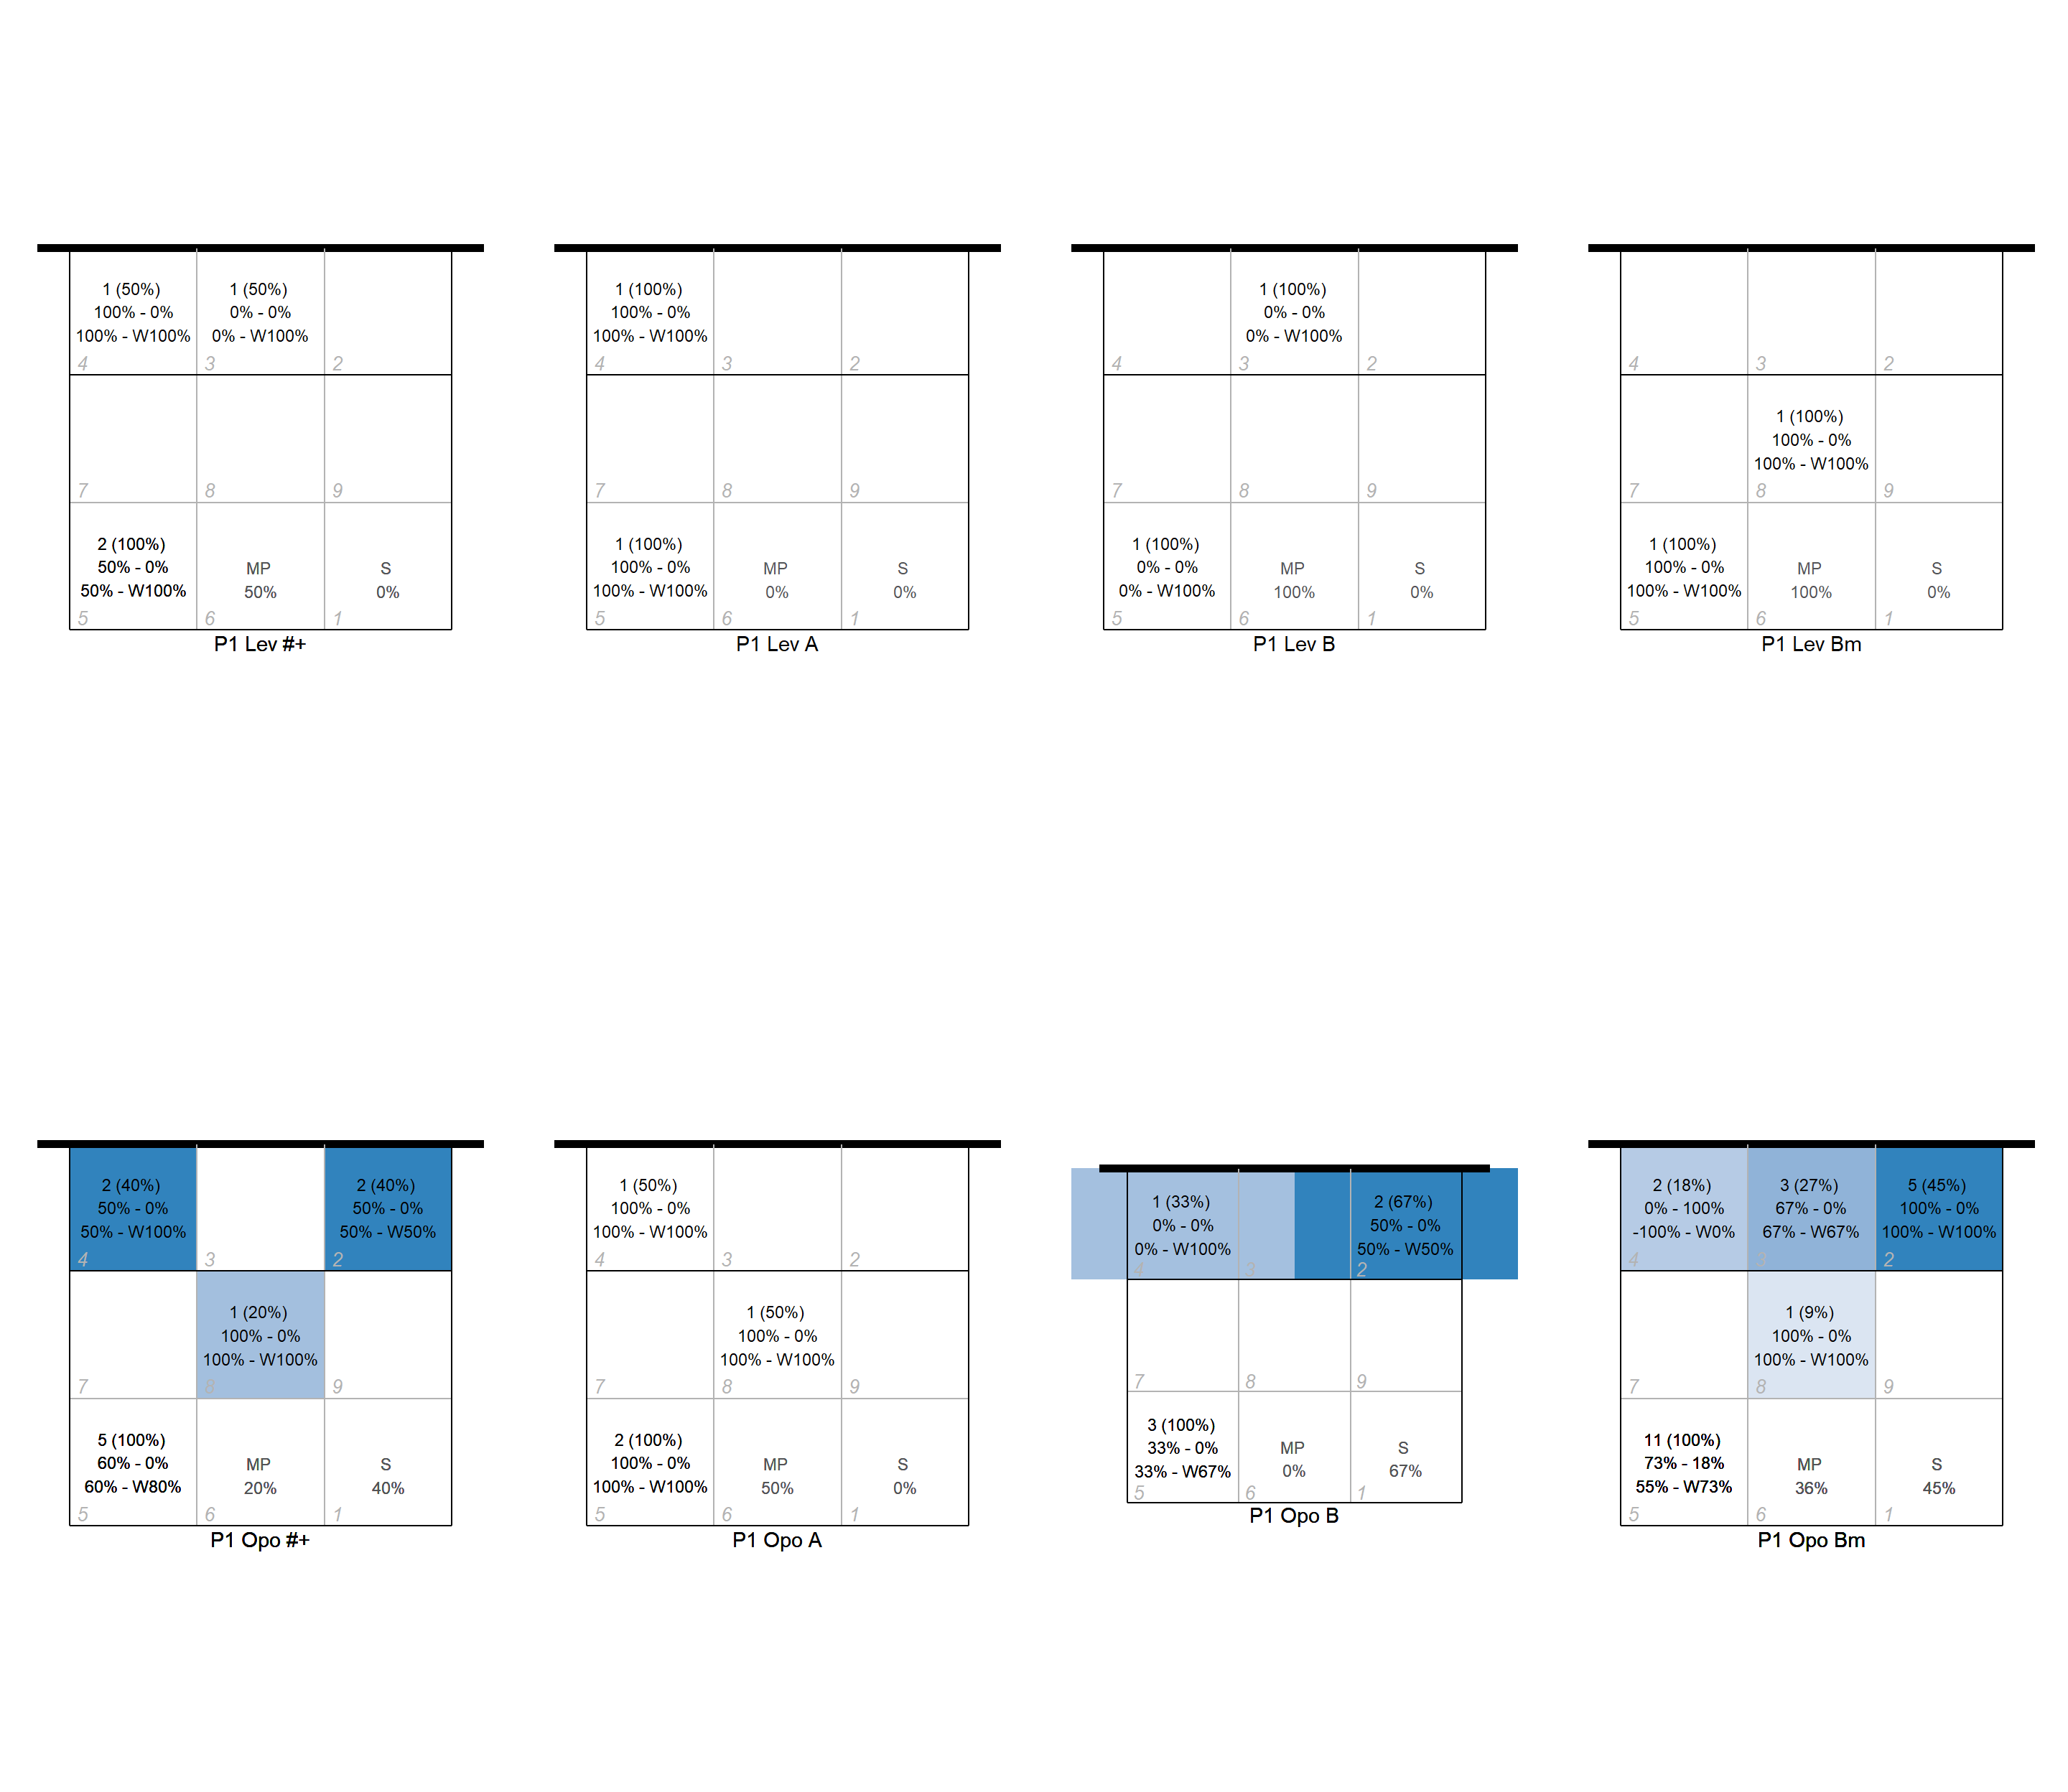 1 (50%)
100% - 0%
100% - W100%
4
1 (50%)
0% - 0%
0% - W100%
3
2
7
8
9
2 (100%)
50% - 0%
50% - W100%
5
MP
50%
6
S
0%
1
P1 Lev #+
1 (100%)
100% - 0%
100% - W100%
4
3
2
7
8
9
1 (100%)
100% - 0%
100% - W100%
5
MP
0%
6
S
0%
1
P1 Lev A
4
1 (100%)
0% - 0%
0% - W100%
3
2
7
8
9
1 (100%)
0% - 0%
0% - W100%
5
MP
100%
6
S
0%
1
P1 Lev B
4
3
2
7
1 (100%)
100% - 0%
100% - W100%
8
9
1 (100%)
100% - 0%
100% - W100%
5
MP
100%
6
S
0%
1
P1 Lev Bm
2 (40%)
50% - 0%
50% - W100%
4
3
2 (40%)
50% - 0%
50% - W50%
2
7
1 (20%)
100% - 0%
100% - W100%
8
9
5 (100%)
60% - 0%
60% - W80%
5
MP
20%
6
S
40%
1
P1 Opo #+
1 (50%)
100% - 0%
100% - W100%
4
3
2
7
1 (50%)
100% - 0%
100% - W100%
8
9
2 (100%)
100% - 0%
100% - W100%
5
MP
50%
6
S
0%
1
P1 Opo A
1 (33%)
0% - 0%
0% - W100%
4
3
2 (67%)
50% - 0%
50% - W50%
2
7
8
9
3 (100%)
33% - 0%
33% - W67%
5
MP
0%
6
S
67%
1
P1 Opo B
2 (18%)
0% - 100%
-100% - W0%
4
3 (27%)
67% - 0%
67% - W67%
3
5 (45%)
100% - 0%
100% - W100%
2
7
1 (9%)
100% - 0%
100% - W100%
8
9
11 (100%)
73% - 18%
55% - W73%
5
MP
36%
6
S
45%
1
P1 Opo Bm